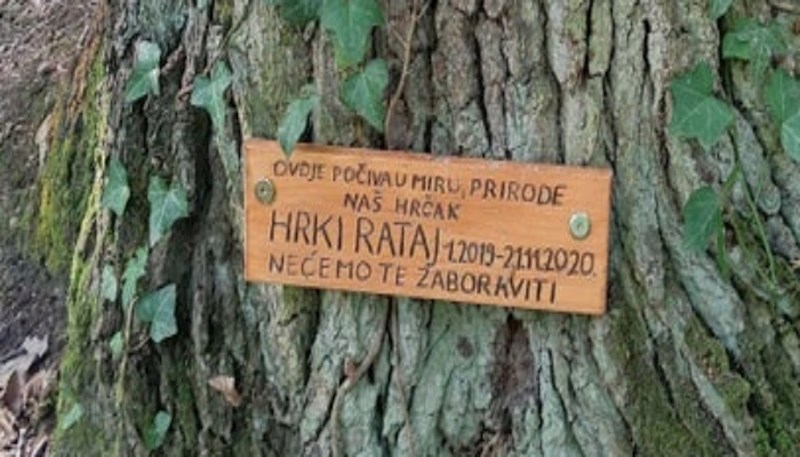 OVDJE POČIVA U MIRU, PRIRODE
NAŠ HRČAK
HRKI RATAJ 1.2019-21.11.2020.
NEĆEMO TE ZABORAVITI